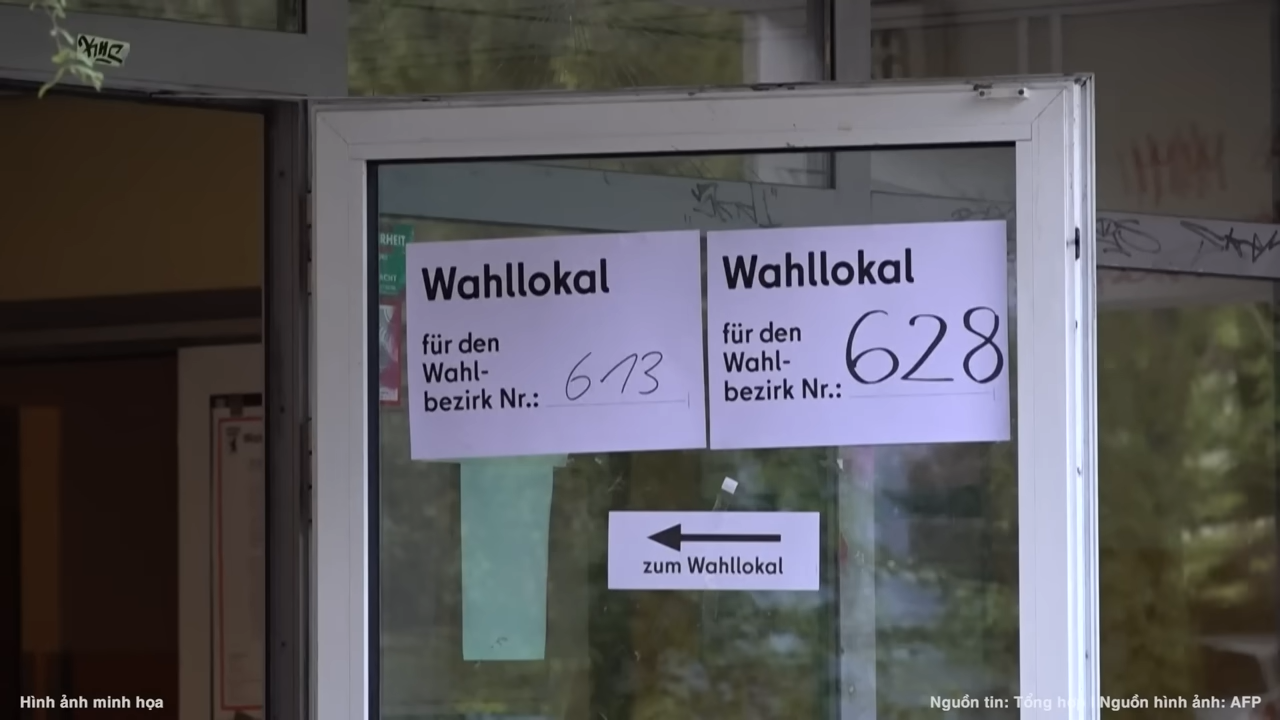 RHEIT
Wahllokal
für den
Wahl-
bezirk Nr.: 613
Wahllokal
für den
Wahl-
bezirk Nr.: 628
zum Wahllokal
Hình ảnh minh họa
Nguồn tin: Tổng Nguồn hình ảnh: AFP